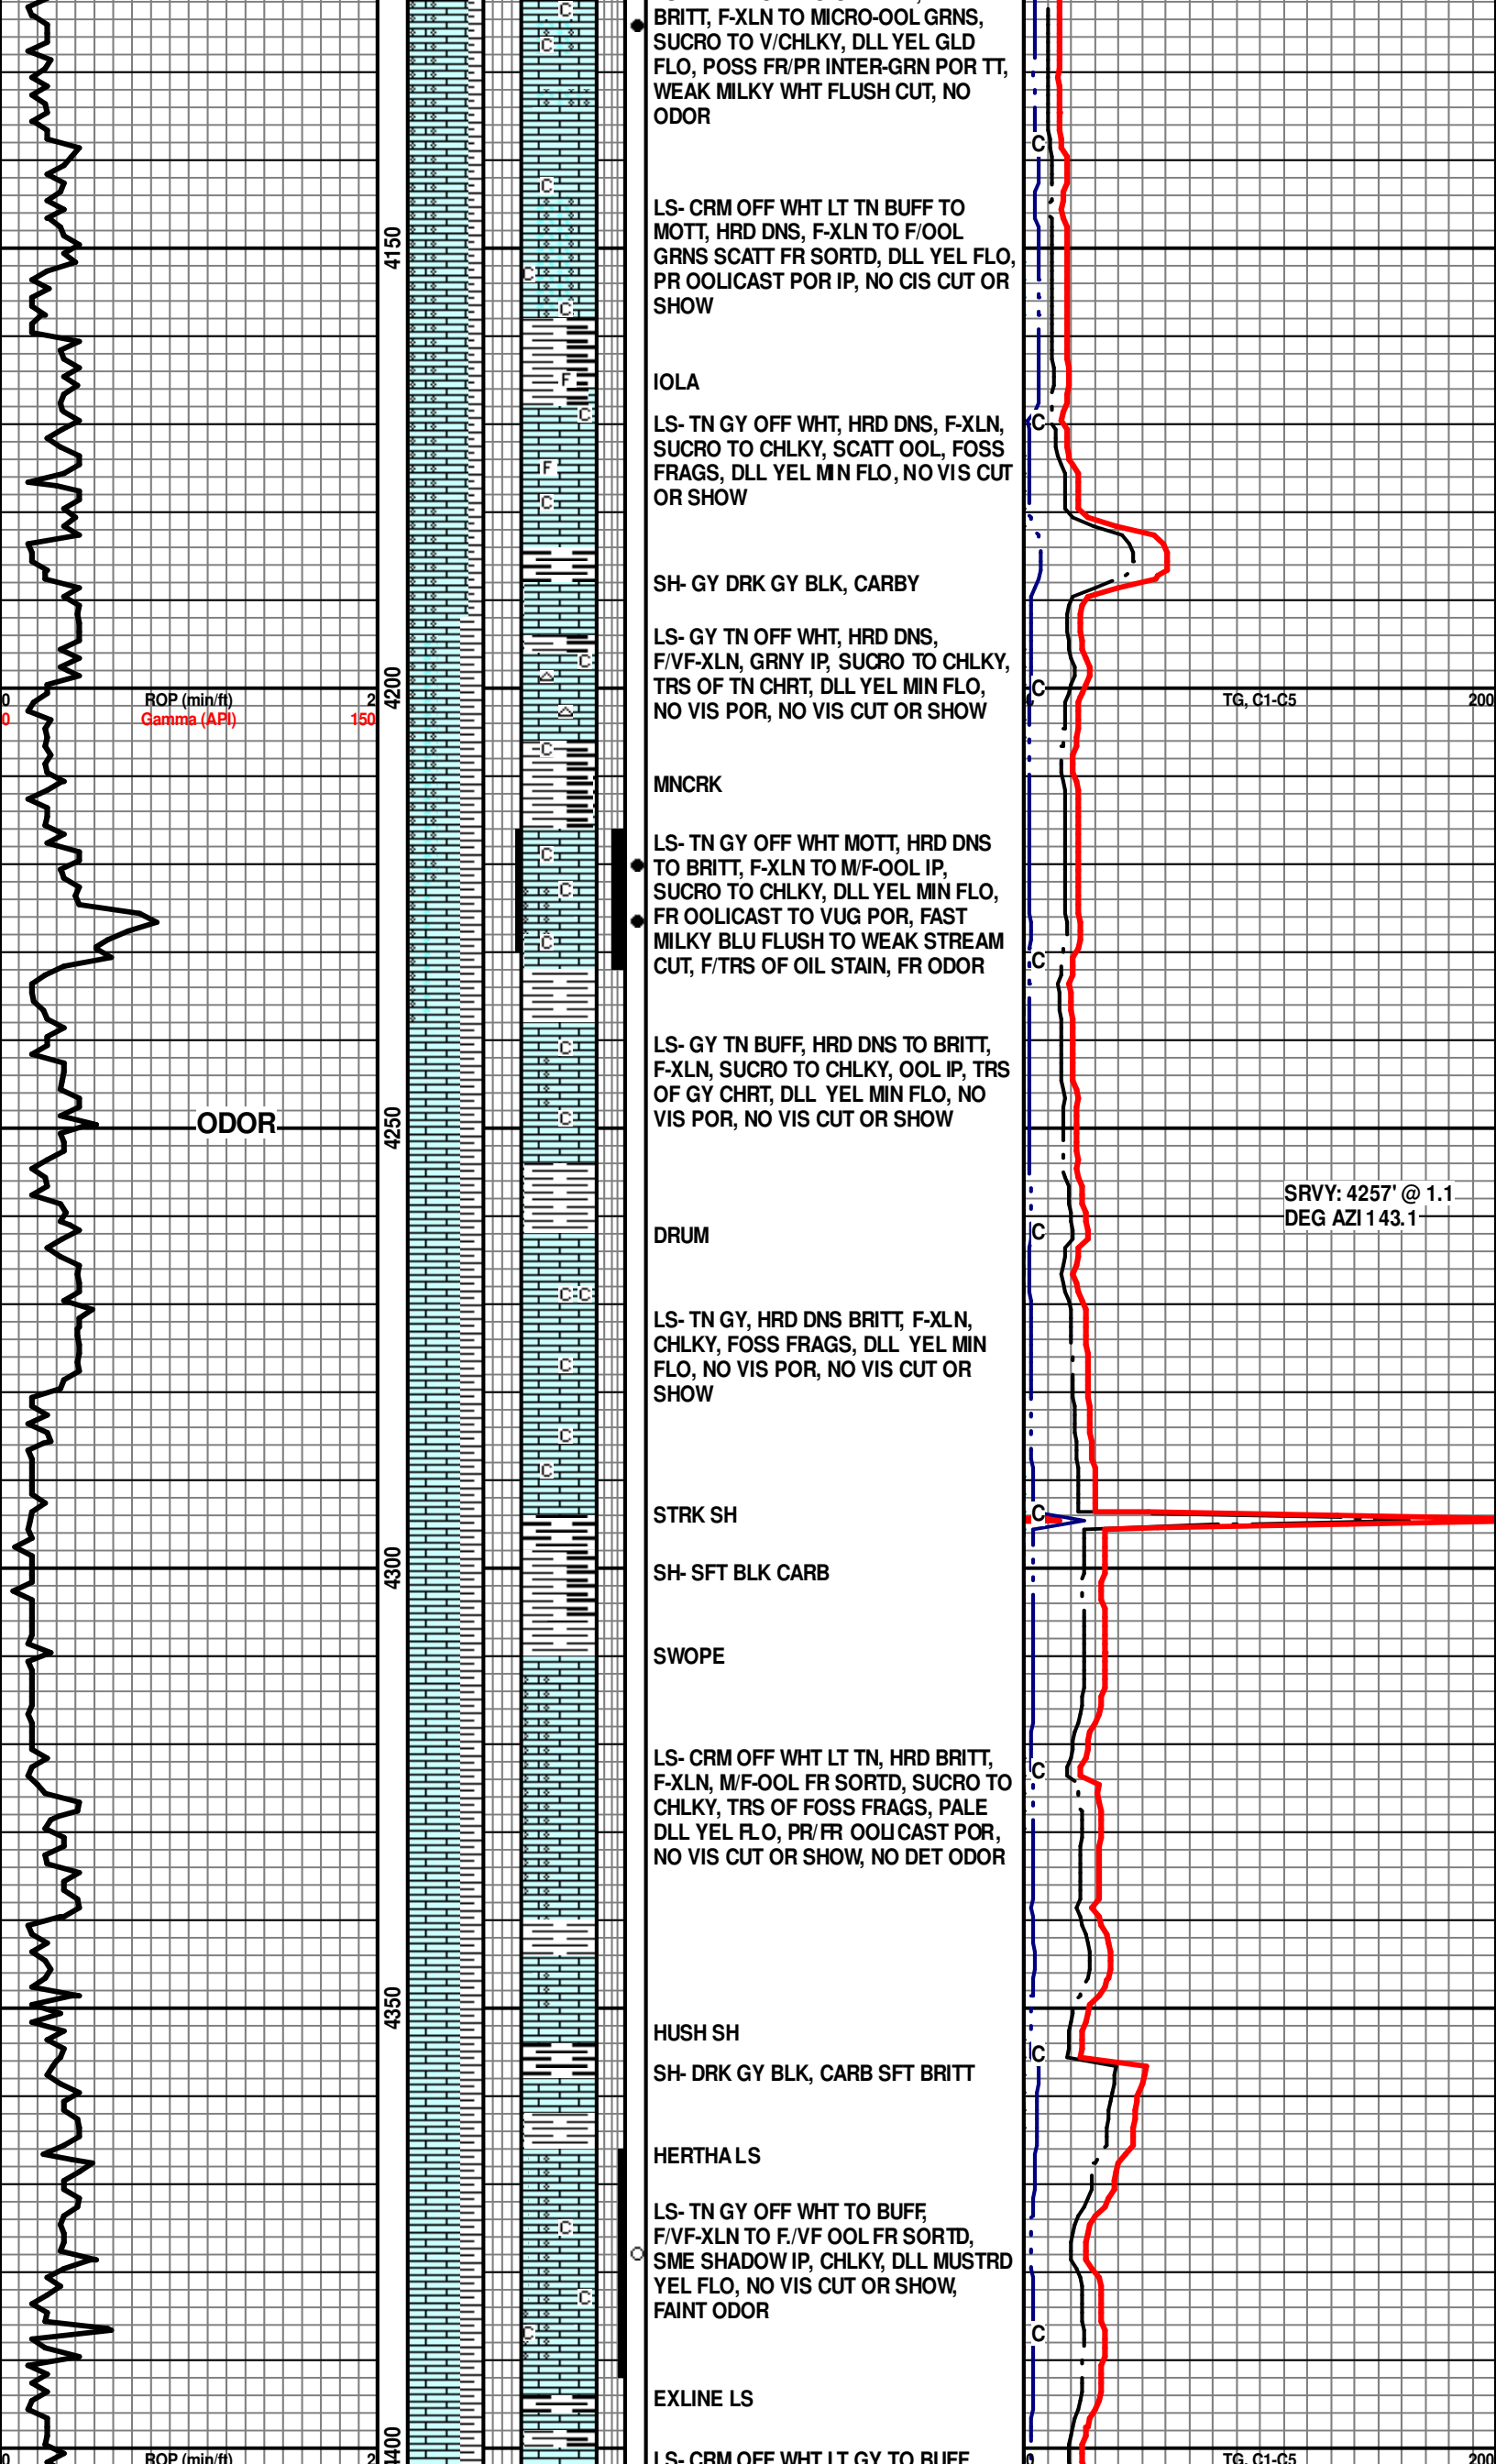 BRITT, F-XLN TO MICRO-OOL GRNS,
SUCRO TO V/CHLKY, DLL YEL GLD
FLO, POSS FR/PR INTER-GRN POR TT,
WEAK MILKY WHT FLUSH CUT, NO
ODOR
LS- CRM OFF WHT LT TN BUFF TO
MOTT, HRD DNS, F-XLN TO F/OOL
GRNS SCATT FR SORTD, DLL YEL FLO,
PR OOLICAST POR IP, NO CIS CUT OR
SHOW
4150
IOLA
LS- TN GY OFF WHT, HRD DNS, F-XLN,
SUCRO TO CHLKY, SCATT OOL, FOSS
FRAGS, DLL YEL MIN FLO, NO VIS CUT
OR SHOW
SH- GY DRK GY BLK, CARBY
LS- GY TN OFF WHT, HRD DNS,
F/VF-XLN, GRNY IP, SUCRO TO CHLKY,
TRS OF TN CHRT, DLL YEL MIN FLO,
NO VIS POR, NO VIS CUT OR SHOW
0 ROP (min/ft) 2
0 Gamma (API) 150
4200
TG, C1-C5 200
MNCRK
LS- TN GY OFF WHT MOTT, HRD DNS
TO BRITT, F-XLN TO M/F-OOL IP,
SUCRO TO CHLKY, DLL YEL MIN FLO,
FR OOLICAST TO VUG POR, FAST
MILKY BLU FLUSH TO WEAK STREAM
CUT, F/TRS OF OIL STAIN, FR ODOR
LS- GY TN BUFF, HRD DNS TO BRITT,
F-XLN, SUCRO TO CHLKY, OOL IP, TRS
OF GY CHRT, DLL YEL MIN FLO, NO
VIS POR, NO VIS CUT OR SHOW
ODOR
4250
SRVY: 4257' @ 1.1
DEG AZI 143.1
DRUM
LS- TN GY, HRD DNS BRITT, F-XLN,
CHLKY, FOSS FRAGS, DLL YEL MIN
FLO, NO VIS POR, NO VIS CUT OR
SHOW
STRK SH
4300
SH- SFT BLK CARB
SWOPE
LS- CRM OFF WHT LT TN, HRD BRITT,
F-XLN, M/F-OOL FR SORTD, SUCRO TO
CHLKY, TRS OF FOSS FRAGS, PALE
DLL YEL FLO, PR/FR OOLICAST POR,
NO VIS CUT OR SHOW, NO DET ODOR
4350
HUSH SH
SH- DRK GY BLK, CARB SFT BRITT
HERTHA LS
LS- TN GY OFF WHT TO BUFF,
F/VF-XLN TO F./VF OOL FR SORTD,
SME SHADOW IP, CHLKY, DLL MUSTRD
YEL FLO, NO VIS CUT OR SHOW,
FAINT ODOR
EXLINE LS
0 ROP (min/ft) 2
4400
LS- CRM OFF WHT LT GY TO BUFF
0 TG, C1-C5 200